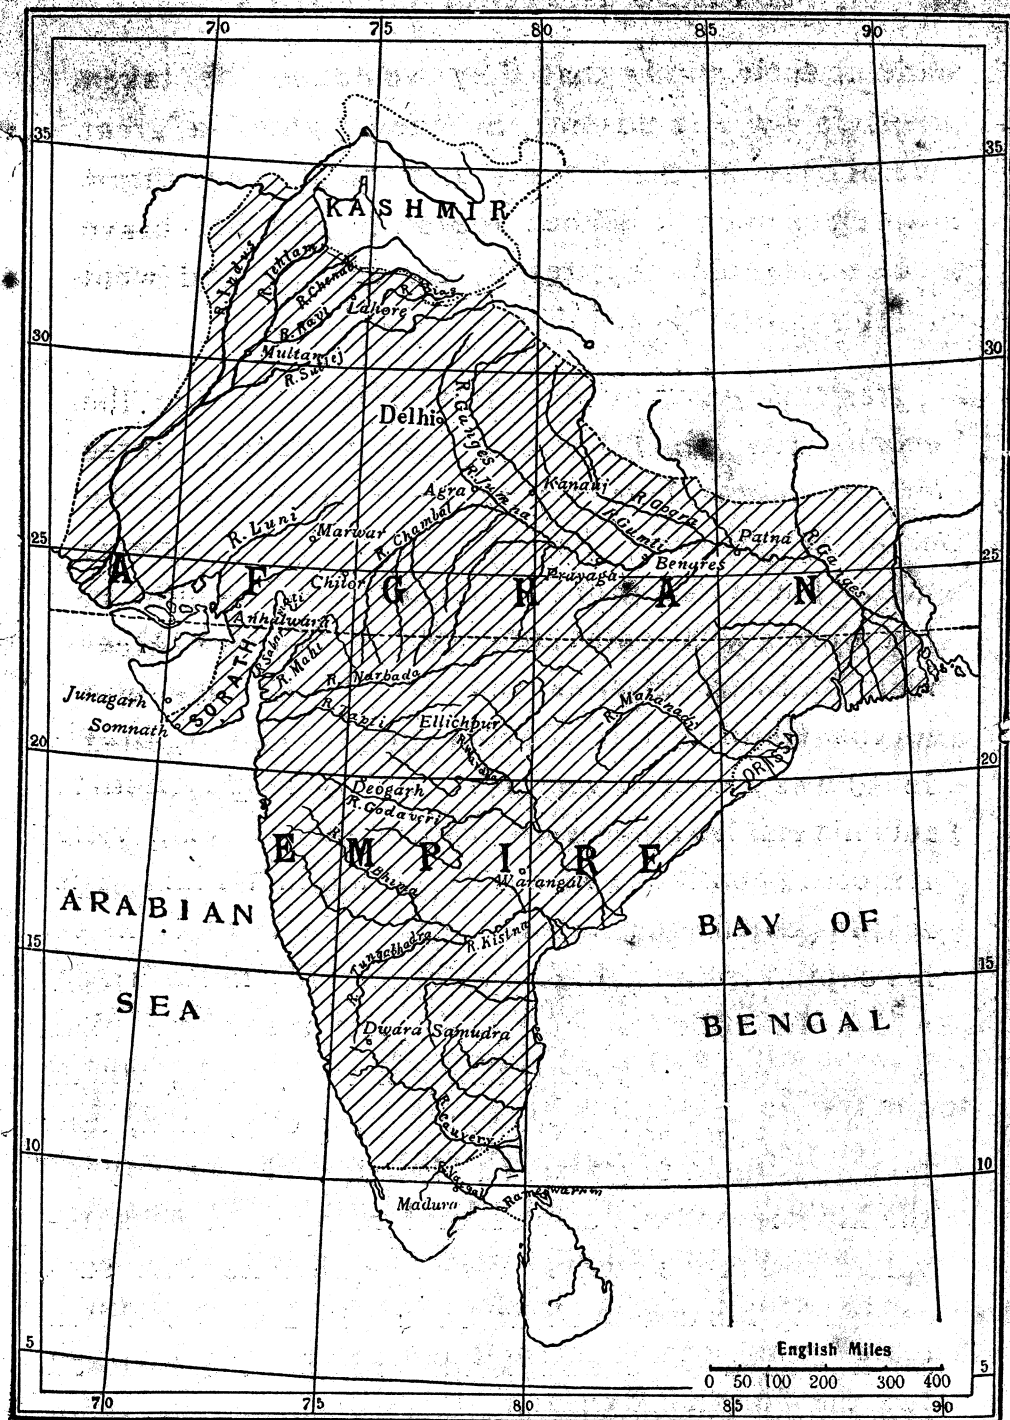 70 75 80 85 90
35 35
KASHMIR
R. Indus
R. Jehlam
R. Chenab
R. Bias
R. Ravi
Lahore
30 30
Multan
R. Sutlej
Delhi
R. Ganges
R. Jumna
Agra
Kanauj
R. Gogra
R. Gumti
R. Luni
Marwar
R. Chambal
Patna
R. Ganges
25 25
Benares
Prayaga
AFGHAN
Chitor
Anhalwara
R. Mahi
SORATH
R. Narbada
Junagarh
Somnath
R. Tapti
Ellichpur
R. Mahanadi
20 20
ORISSA
Deogarh
R. Godaveri
EMPIRE
R. Bhima
Warangal
ARABIAN
SEA
BAY OF
BENGAL
R. Kistna
R. Tungabhadra
15 15
Dwara Samudra
R. Cauvery
10 10
Madura
Rameswaram
5 5
English Miles
0 50 100 200 300 400
70 75 80 85 90